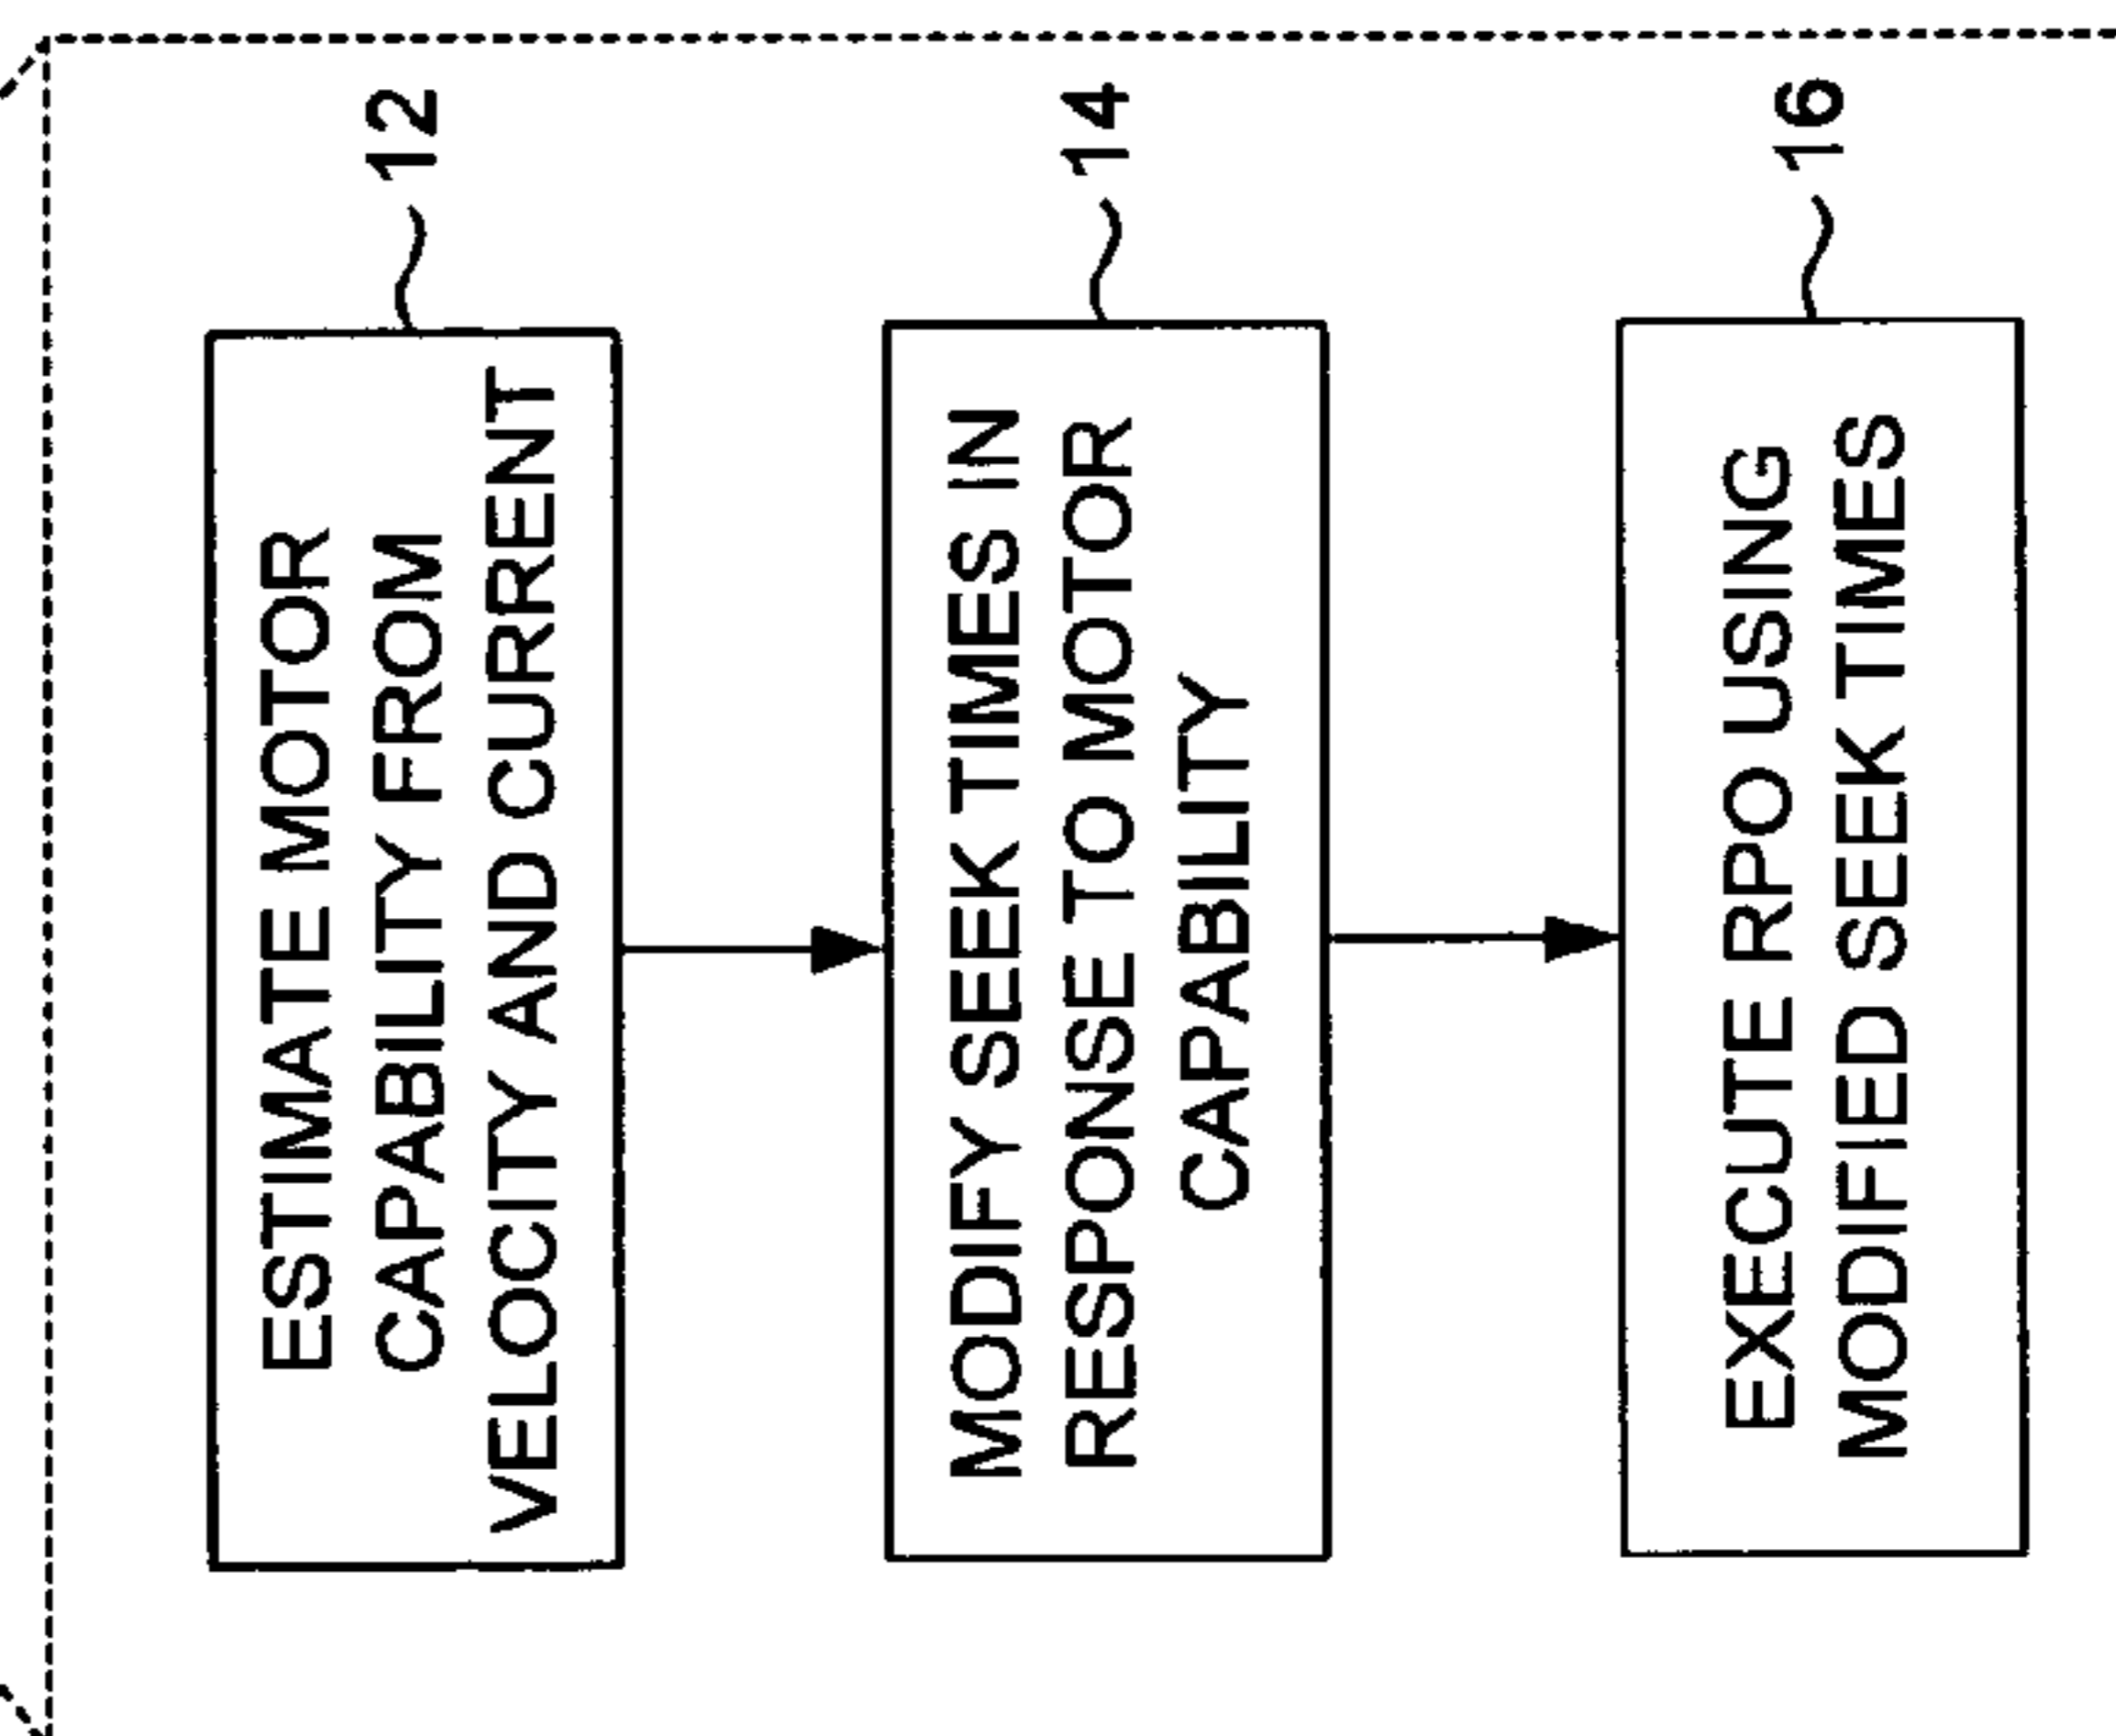 ESTIMATE MOTOR
CAPABILITY FROM
VELOCITY AND CURRENT
12
MODIFY SEEK TIMES IN
RESPONSE TO MOTOR
CAPABILITY
14
EXECUTE RPO USING
MODIFIED SEEK TIMES
16